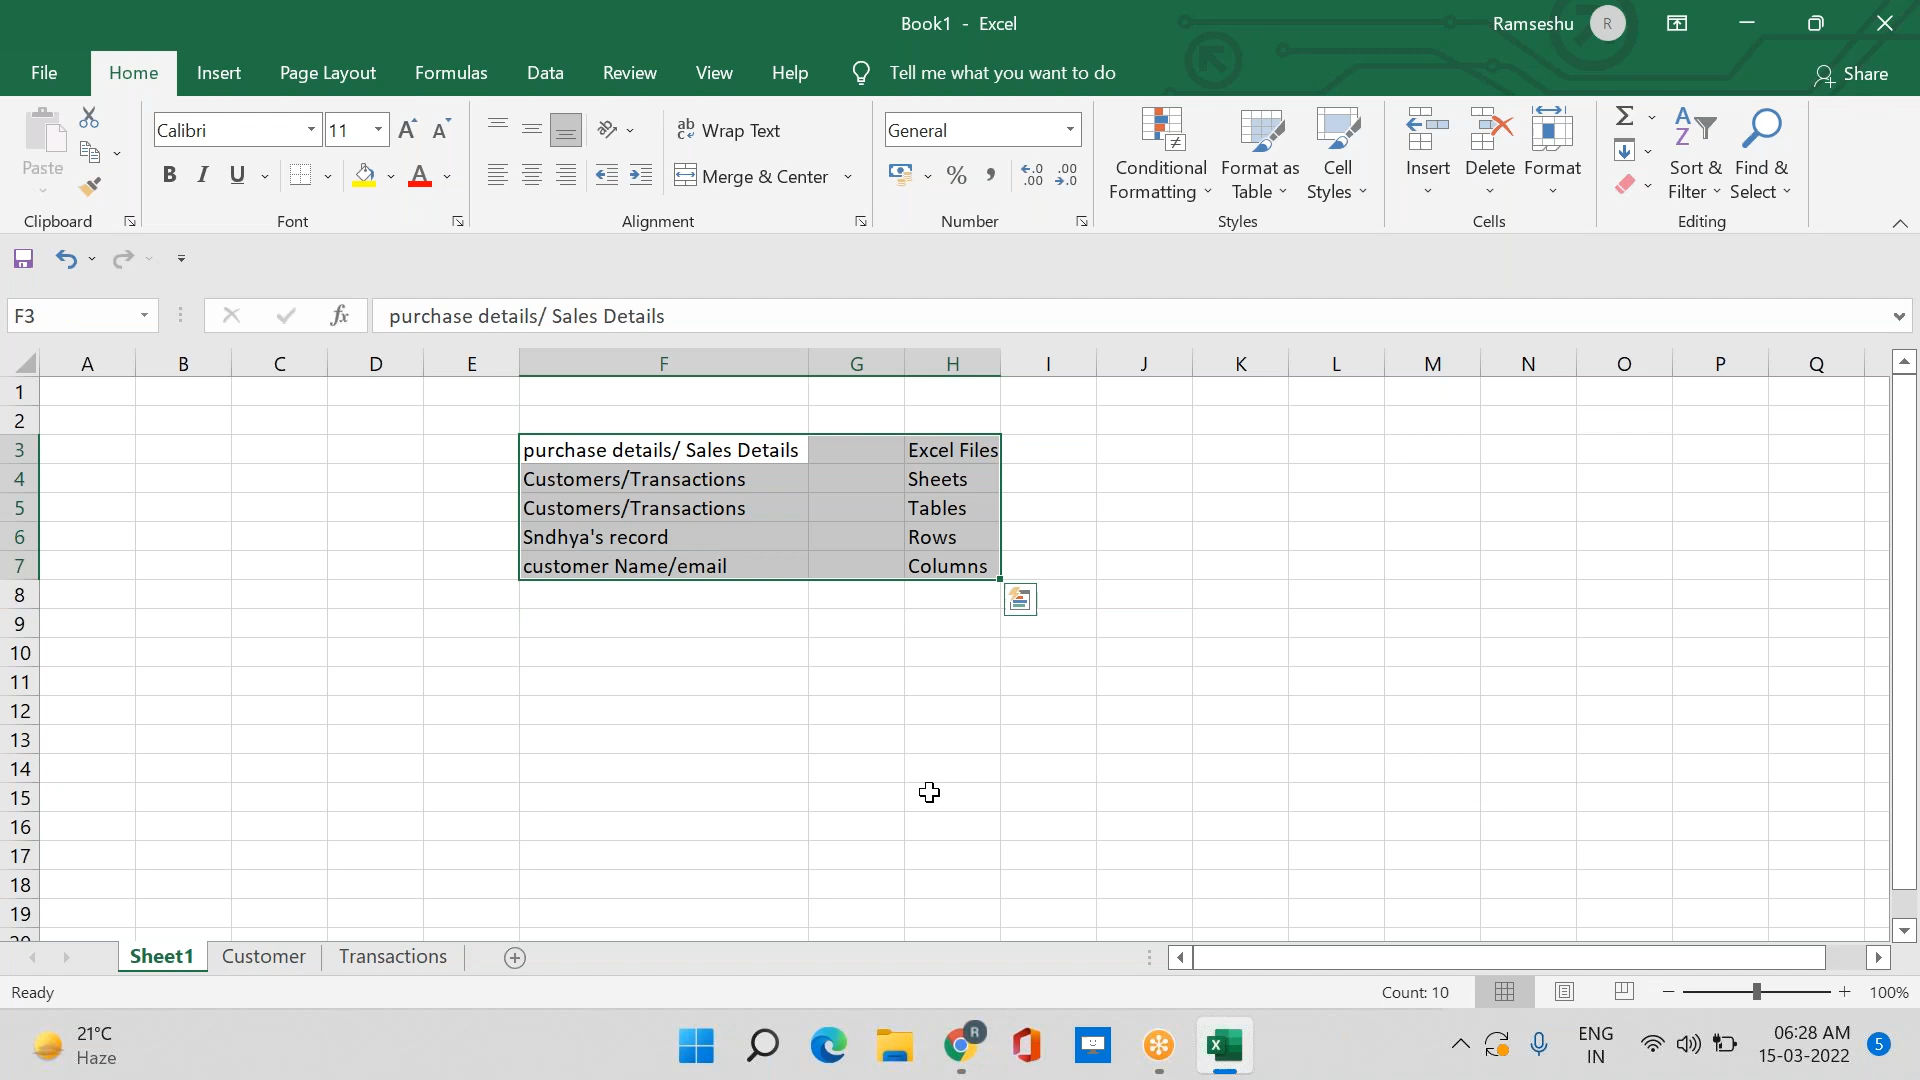 Book1 - Excel
Ramseshu R
File Home Insert Page Layout Formulas Data Review View Help Tell me what you want to do Share
Paste
Clipboard
Calibri 11
B I U
Font
ab Wrap Text
Merge & Center
Alignment
General
Number
Conditional Formatting
Format as Table
Cell Styles
Styles
Insert Delete Format
Cells
Sort & Filter
Find & Select
Editing
F3 fx purchase details/ Sales Details
A B C D E F G H I J K L M N O P Q
1
2
3 purchase details/ Sales Details Excel Files
4 Customers/Transactions Sheets
5 Customers/Transactions Tables
6 Sndhya's record Rows
7 customer Name/email Columns
8
9
10
11
12
13
14
15
16
17
18
19
Sheet1 Customer Transactions
Ready Count: 10 100%
21°C
Haze
ENG
IN
06:28 AM
15-03-2022
5